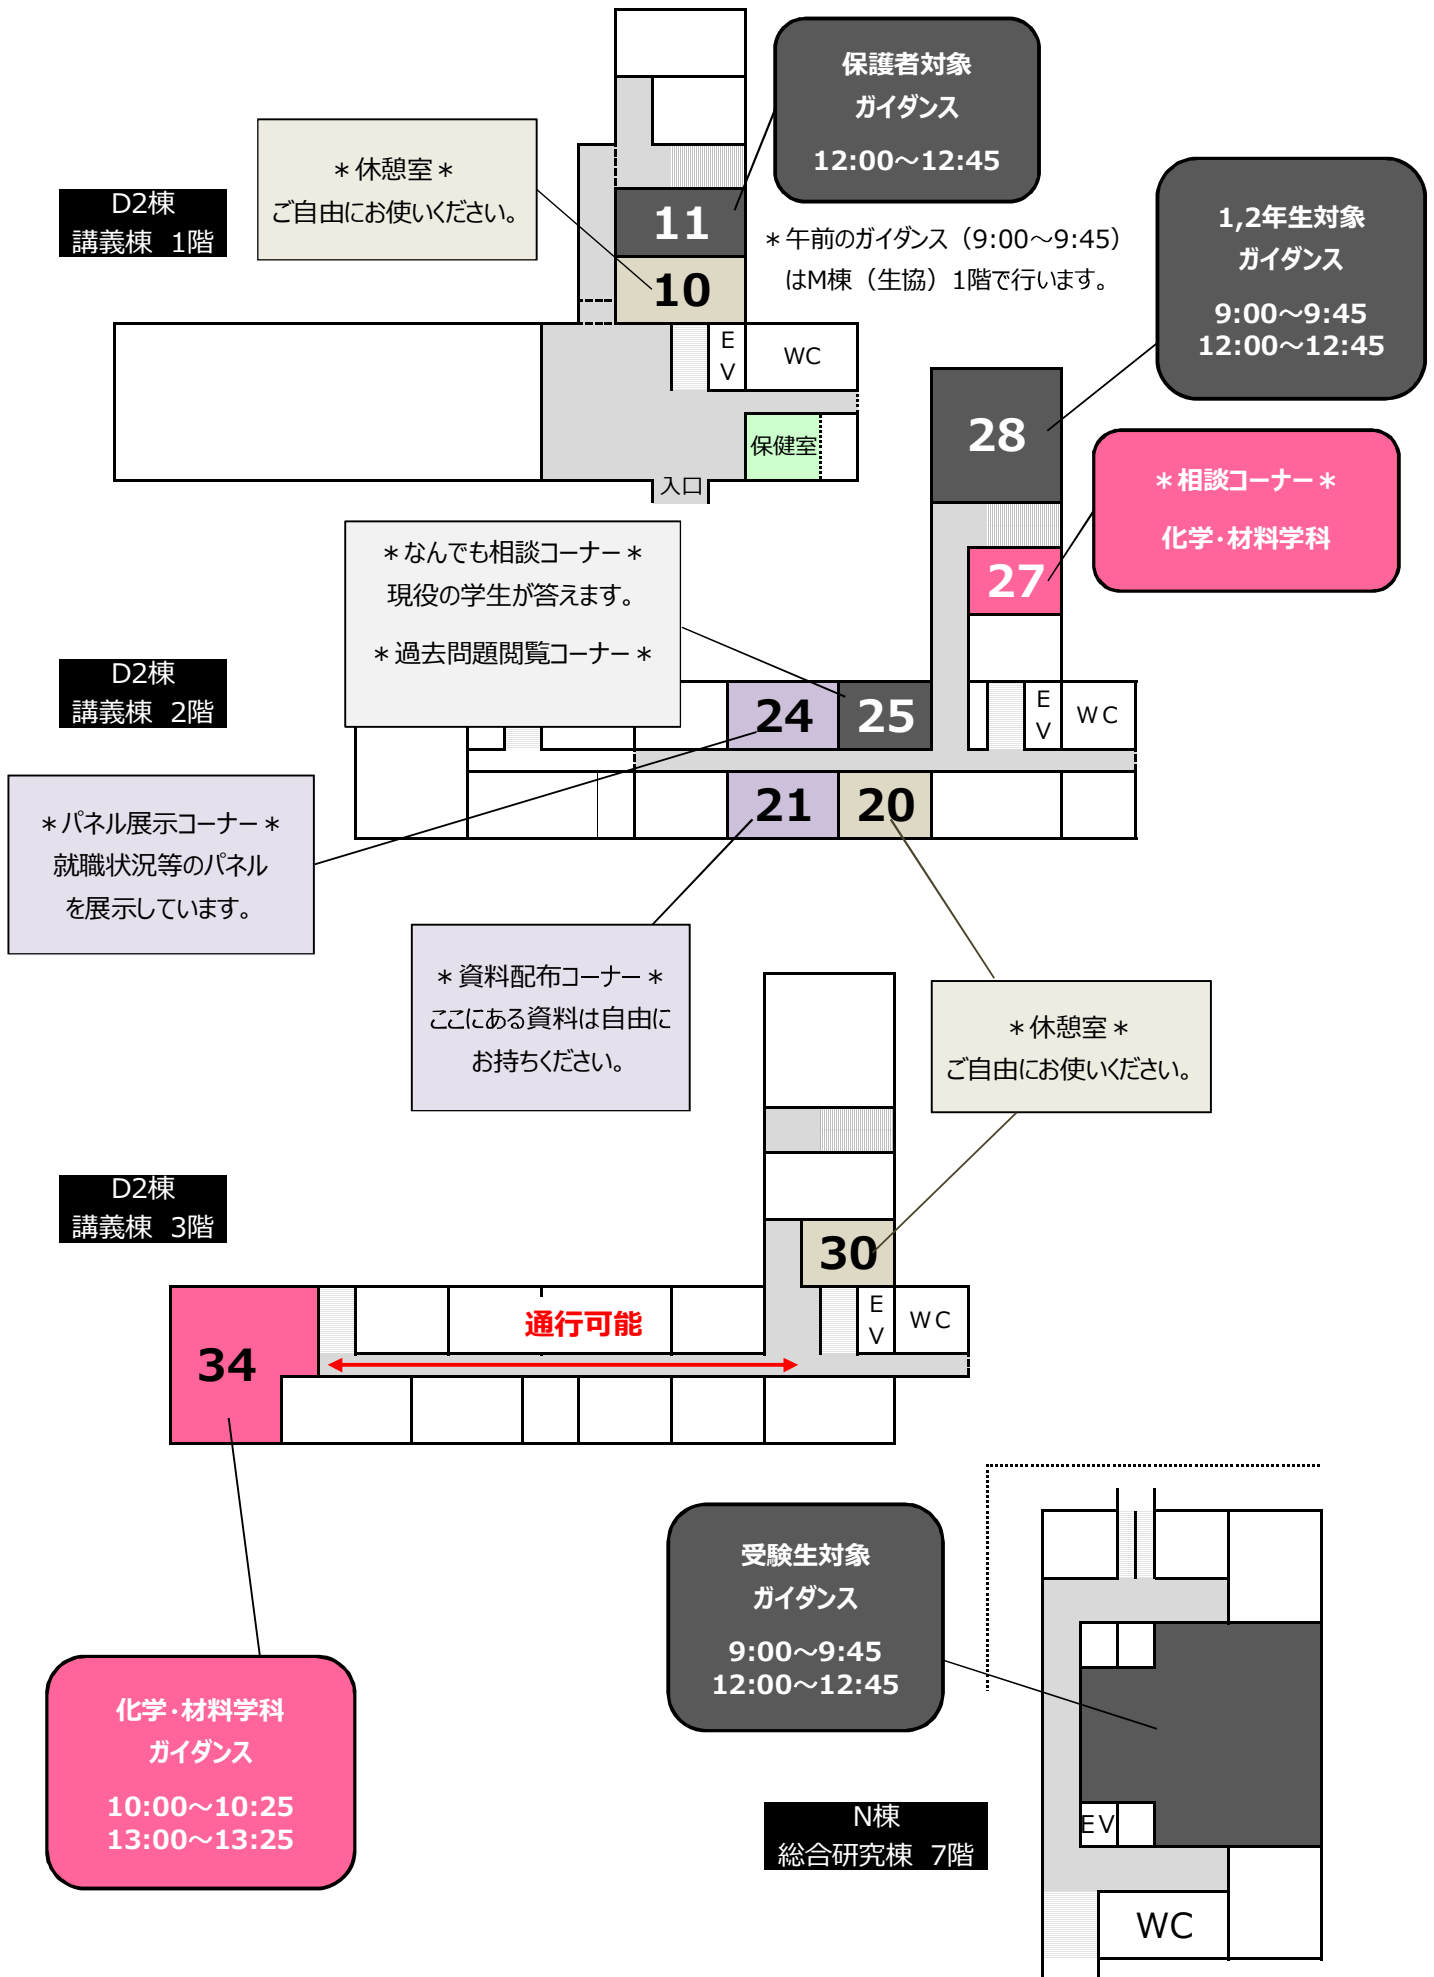 保護者対象
ガイダンス
12:00～12:45
＊休憩室＊
ご自由にお使いください。
D2棟
講義棟 1階
11
10
＊午前のガイダンス（9:00～9:45）
はM棟（生協）1階で行います。
1,2年生対象
ガイダンス
9:00～9:45
12:00～12:45
E
V
WC
保健室
入口
28
＊相談コーナー＊
化学・材料学科
27
＊なんでも相談コーナー＊
現役の学生が答えます。
＊過去問題閲覧コーナー＊
D2棟
講義棟 2階
24
25
E
V
WC
21
20
＊パネル展示コーナー＊
就職状況等のパネル
を展示しています。
＊資料配布コーナー＊
ここにある資料は自由に
お持ちください。
＊休憩室＊
ご自由にお使いください。
D2棟
講義棟 3階
30
通行可能
E
V
WC
34
受験生対象
ガイダンス
9:00～9:45
12:00～12:45
化学・材料学科
ガイダンス
10:00～10:25
13:00～13:25
N棟
総合研究棟 7階
EV
WC